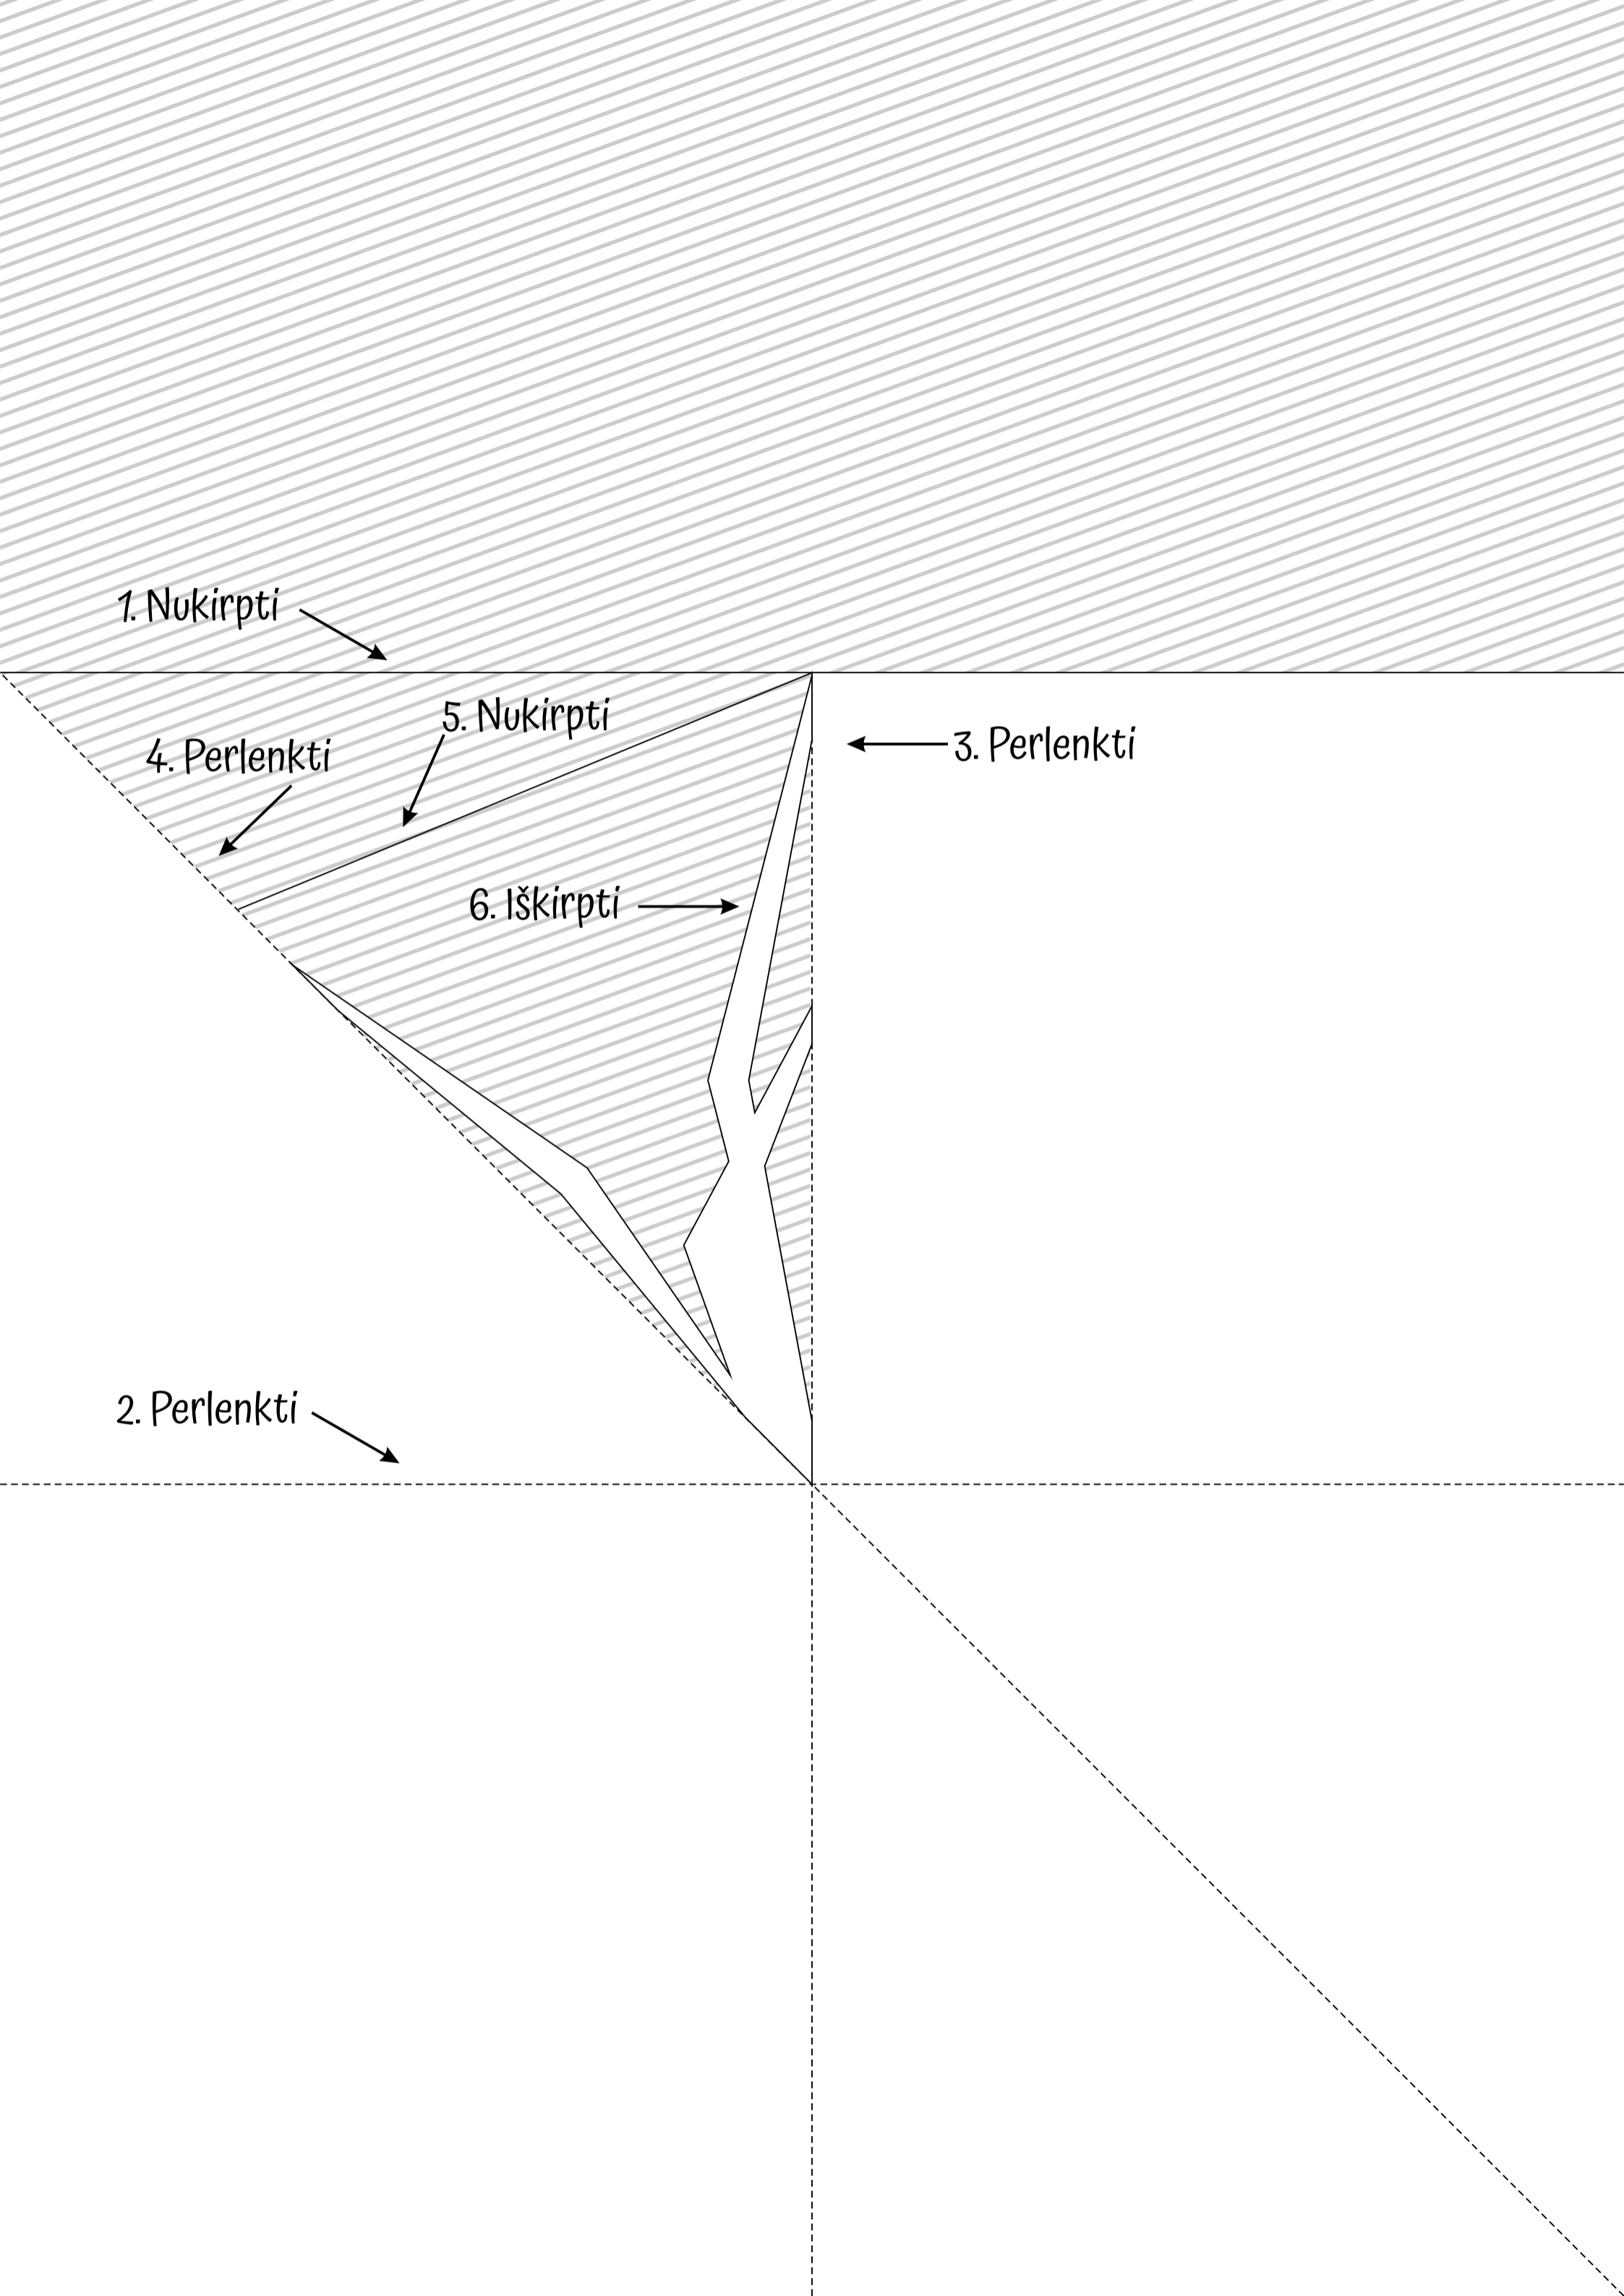 1. Nukirpti
5. Nukirpti
4. Perlenkti
3. Perlenkti
6. Iškirpti
2. Perlenkti